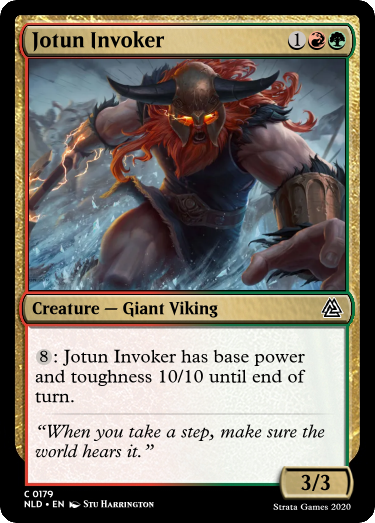 Jotun Invoker 1
Creature — Giant Viking
8: Jotun Invoker has base power
and toughness 10/10 until end of
turn.
“When you take a step, make sure the
world hears it.”
3/3
C 0179
NLD • EN Stu Harrington
Strata Games 2020